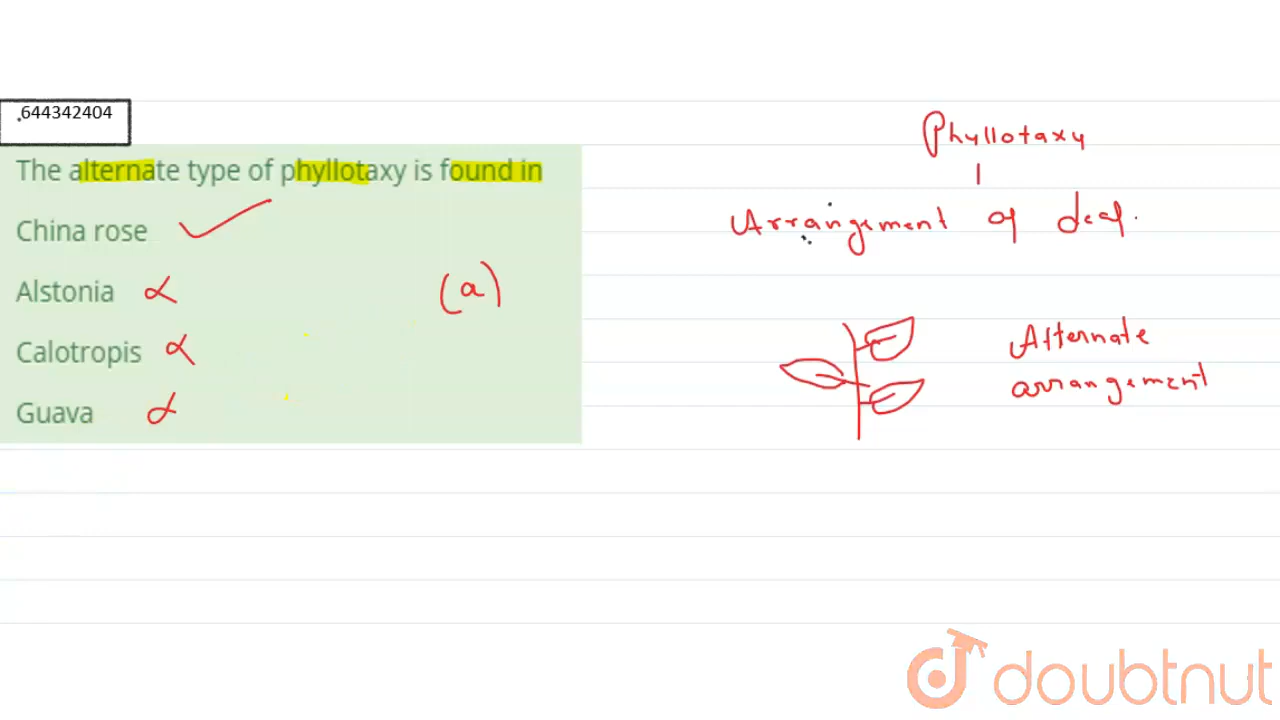 .644342404
The alternate type of phyllotaxy is found in
China rose
Alstonia
Calotropis
Guava
(a)
Phyllotaxy
Arrangement of leaf.
Alternate
arrangement
doubtnut